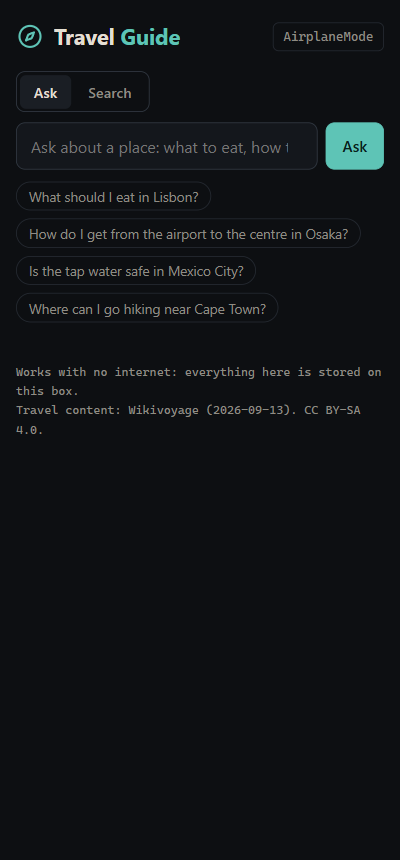 Travel Guide
AirplaneMode
Ask
Search
Ask about a place: what to eat, how t
Ask
What should I eat in Lisbon?
How do I get from the airport to the centre in Osaka?
Is the tap water safe in Mexico City?
Where can I go hiking near Cape Town?
Works with no internet: everything here is stored on
this box.
Travel content: Wikivoyage (2026-09-13). CC BY-SA
4.0.